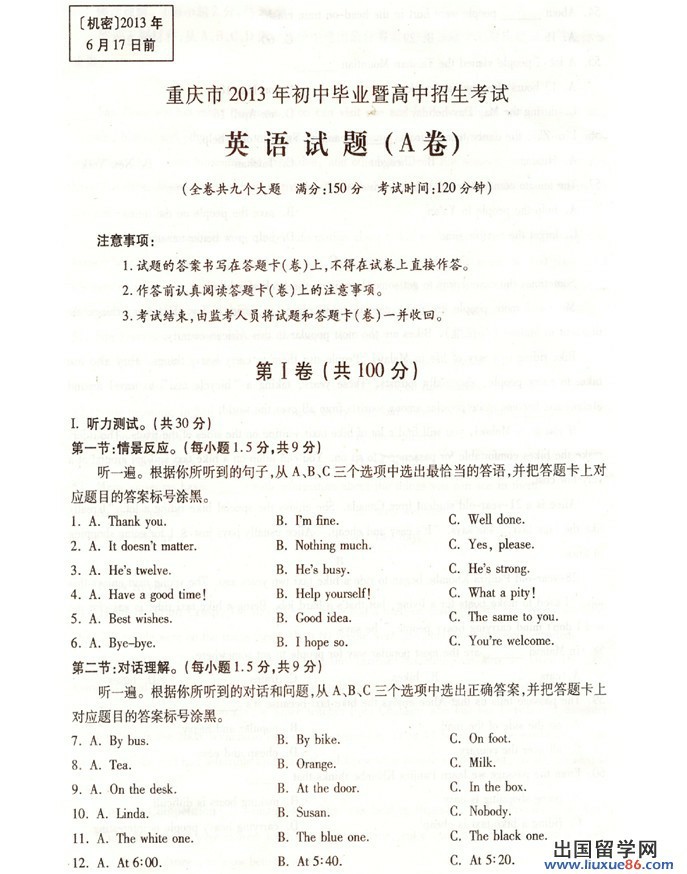 〔机密〕2013年
6月17日前
重庆市2013年初中毕业暨高中招生考试
英语试题(A卷)
(全卷共九个大题 满分:150分 考试时间:120分钟)
注意事项:
1.试题的答案书写在答题卡(卷)上,不得在试卷上直接作答。
2.作答前认真阅读答题卡(卷)上的注意事项。
3.考试结束,由监考人员将试题和答题卡(卷)一并收回。
第Ⅰ卷(共100分)
I. 听力测试。(共30分)
第一节:情景反应。(每小题1.5分,共9分)
听一遍。根据你所听到的句子,从A、B、C三个选项中选出最恰当的答语,并把答题卡上对
应题目的答案标号涂黑。
1. A. Thank you. B. I'm fine. C. Well done.
2. A. It doesn't matter. B. Nothing much. C. Yes, please.
3. A. He's twelve. B. He's busy. C. He's strong.
4. A. Have a good time! B. Help yourself! C. What a pity!
5. A. Best wishes. B. Good idea. C. The same to you.
6. A. Bye-bye. B. I hope so. C. You're welcome.
第二节:对话理解。(每小题1.5分,共9分)
听一遍。根据你所听到的对话和问题,从A、B、C三个选项中选出正确答案,并把答题卡上
对应题目的答案标号涂黑。
7. A. By bus. B. By bike. C. On foot.
8. A. Tea. B. Orange. C. Milk.
9. A. On the desk. B. At the door. C. In the box.
10. A. Linda. B. Susan. C. Nobody.
11. A. The white one. B. The blue one. C. The black one.
12. A. At 6:00. B. At 5:40. C. At 5:20.
出国留学网
www.liuxue86.com